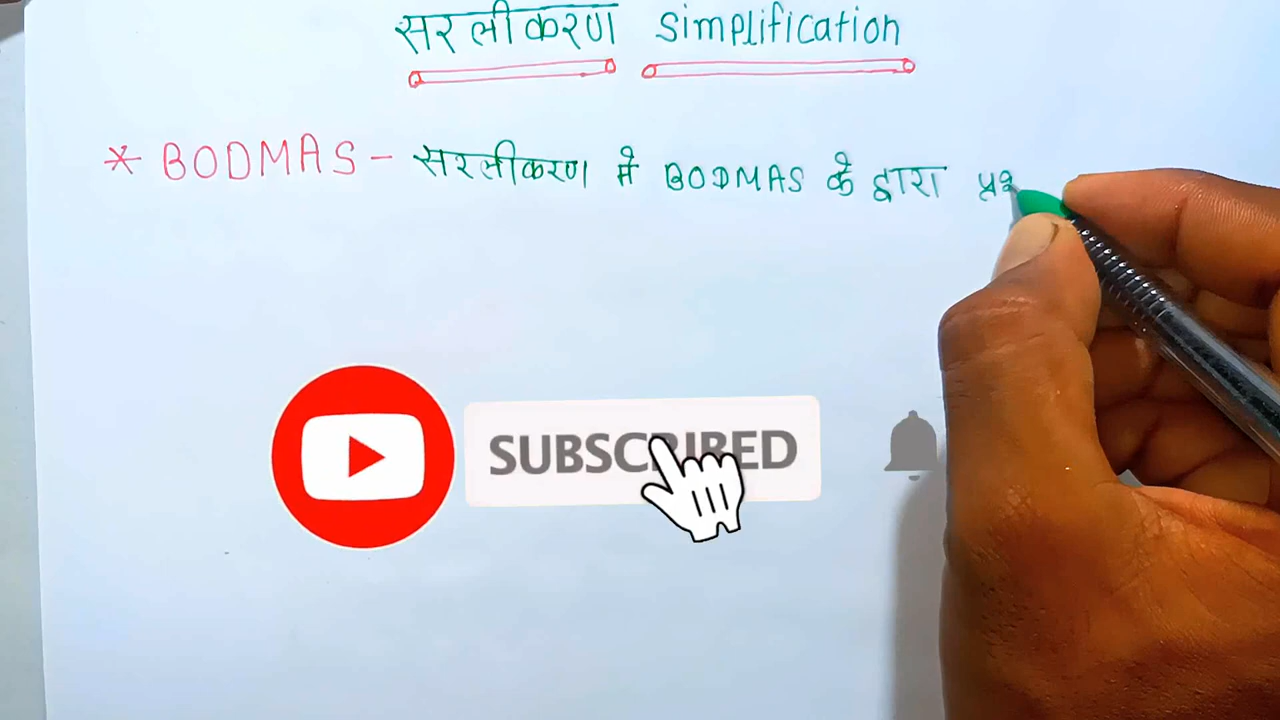 सरलीकरण Simplification
* BODMAS - सरलीकरण में BODMAS के द्वारा
SUBSCRIBED